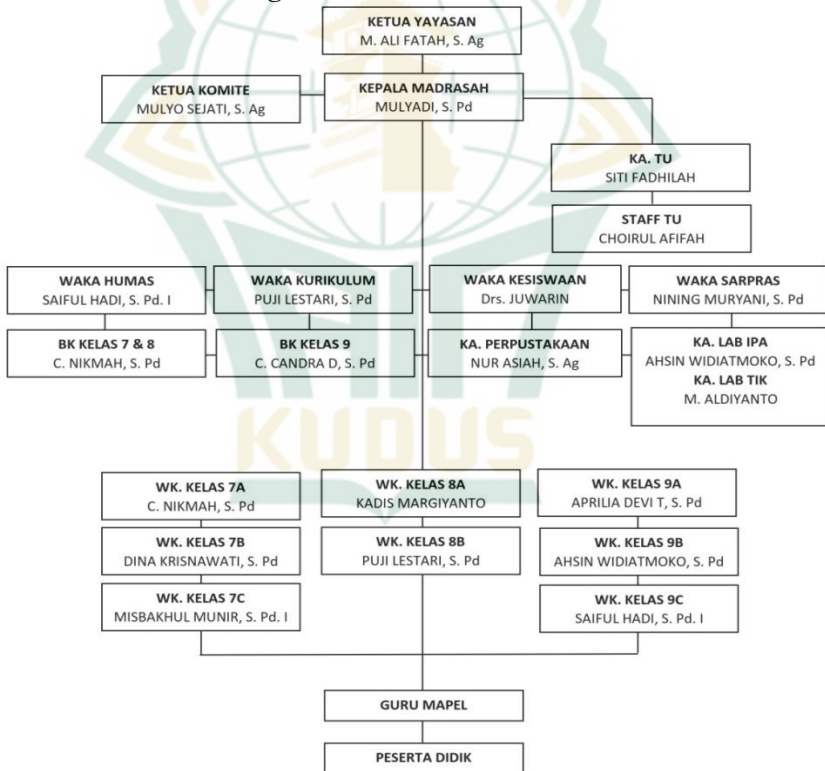 KETUA YAYASAN
M. ALI FATAH, S. Ag
KETUA KOMITE
MULYO SEJATI, S. Ag
KEPALA MADRASAH
MULYADI, S. Pd
KA. TU
SITI FADHILAH
STAFF TU
CHOIRUL AFIFAH
WAKA HUMAS
SAIFUL HADI, S. Pd. I
WAKA KURIKULUM
PUJI LESTARI, S. Pd
WAKA KESISWAAN
Drs. JUWARIN
WAKA SARPRAS
NINING MURYANI, S. Pd
BK KELAS 7 & 8
C. NIKMAH, S. Pd
BK KELAS 9
C. CANDRA D, S. Pd
KA. PERPUSTAKAAN
NUR ASIAH, S. Ag
KA. LAB IPA
AHSIN WIDIATMOKO, S. Pd
KA. LAB TIK
M. ALDIYANTO
KUDUS
WK. KELAS 7A
C. NIKMAH, S. Pd
WK. KELAS 8A
KADIS MARGIYANTO
WK. KELAS 9A
APRILIA DEVI T, S. Pd
WK. KELAS 7B
DINA KRISNAWATI, S. Pd
WK. KELAS 8B
PUJI LESTARI, S. Pd
WK. KELAS 9B
AHSIN WIDIATMOKO, S. Pd
WK. KELAS 7C
MISBAKHUL MUNIR, S. Pd. I
WK. KELAS 9C
SAIFUL HADI, S. Pd. I
GURU MAPEL
PESERTA DIDIK